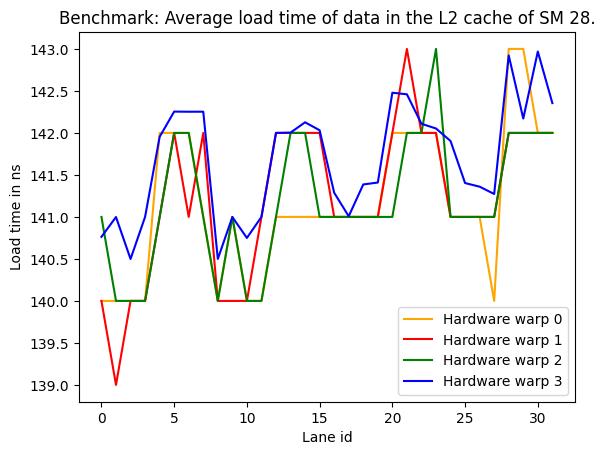 Benchmark: Average load time of data in the L2 cache of SM 28.
Load time in ns
143.0
142.5
142.0
141.5
141.0
140.5
140.0
139.5
139.0
Hardware warp 0
Hardware warp 1
Hardware warp 2
Hardware warp 3
0 5 10 15 20 25 30
Lane id